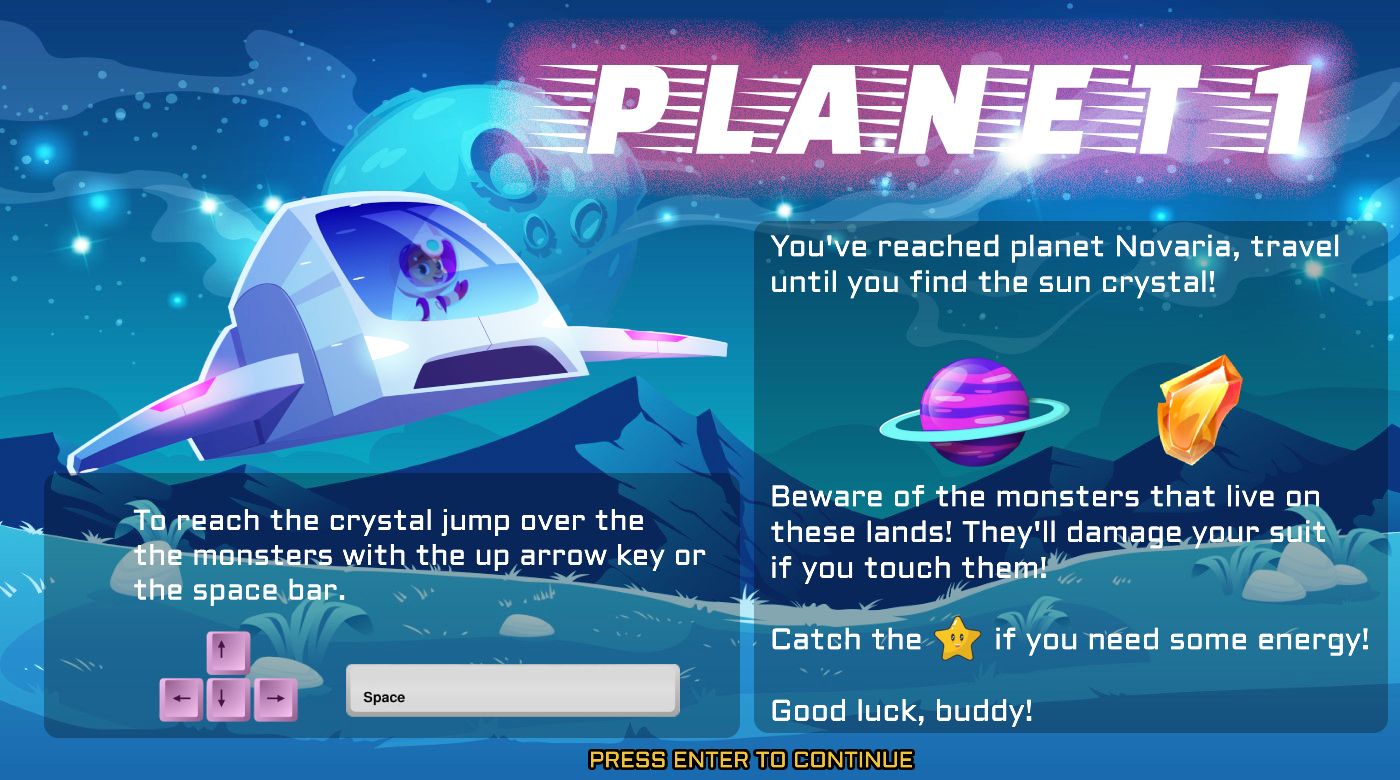 PLANET 1
You've reached planet Novaria, travel
until you find the sun crystal!
Beware of the monsters that live on
these lands! They'll damage your suit
if you touch them!
Catch the if you need some energy!
Good luck, buddy!
To reach the crystal jump over the
the monsters with the up arrow key or
the space bar.
↑
← ↓ →
Space
PRESS ENTER TO CONTINUE